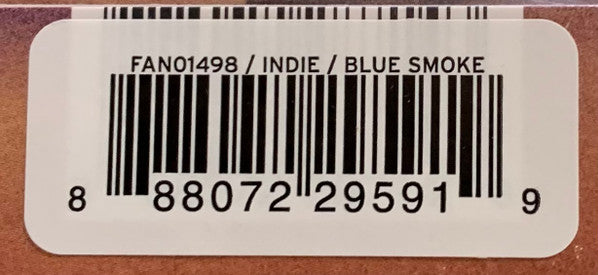 FAN01498 / INDIE / BLUE SMOKE
8 88072 29591 9